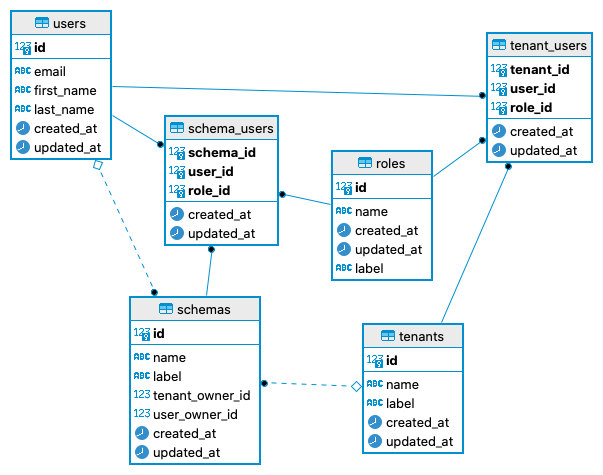 users
123 id
ABC email
ABC first_name
ABC last_name
created_at
updated_at
tenant_users
123 tenant_id
123 user_id
123 role_id
created_at
updated_at
schema_users
123 schema_id
123 user_id
123 role_id
created_at
updated_at
roles
123 id
ABC name
created_at
updated_at
ABC label
schemas
123 id
ABC name
ABC label
123 tenant_owner_id
123 user_owner_id
created_at
updated_at
tenants
123 id
ABC name
ABC label
created_at
updated_at